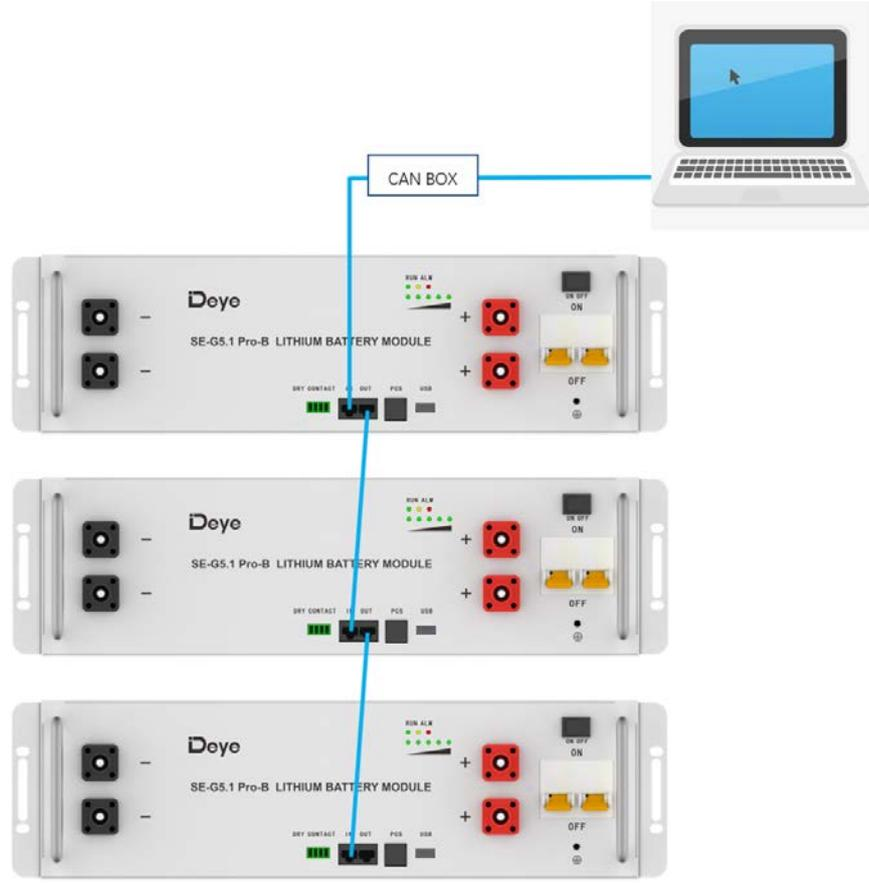 CAN BOX
Deye
RUN ALM
ON OFF
ON
SE-G5.1 Pro-B LITHIUM BATTERY MODULE
OFF
DRY CONTACT IN OUT PCS USB
Deye
RUN ALM
ON OFF
ON
SE-G5.1 Pro-B LITHIUM BATTERY MODULE
OFF
DRY CONTACT IN OUT PCS USB
Deye
RUN ALM
ON OFF
ON
SE-G5.1 Pro-B LITHIUM BATTERY MODULE
OFF
DRY CONTACT IN OUT PCS USB